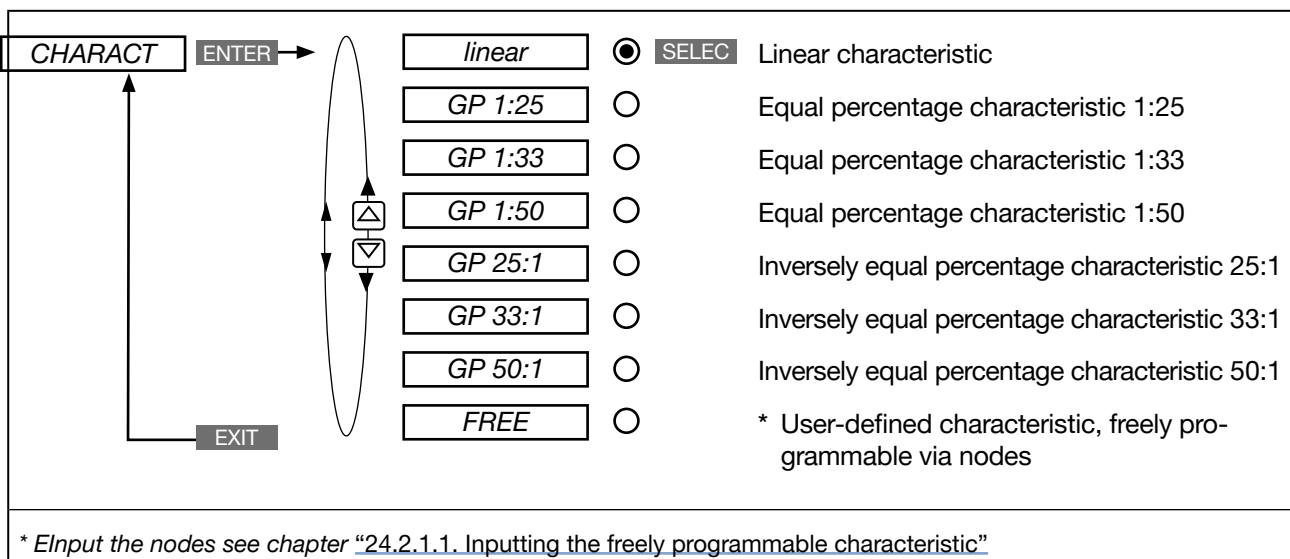 CHARACT ENTER linear SELEC Linear characteristic
GP 1:25 Equal percentage characteristic 1:25
GP 1:33 Equal percentage characteristic 1:33
GP 1:50 Equal percentage characteristic 1:50
GP 25:1 Inversely equal percentage characteristic 25:1
GP 33:1 Inversely equal percentage characteristic 33:1
GP 50:1 Inversely equal percentage characteristic 50:1
FREE * User-defined characteristic, freely pro-
grammable via nodes
EXIT
* EInput the nodes see chapter “24.2.1.1. Inputting the freely programmable characteristic”